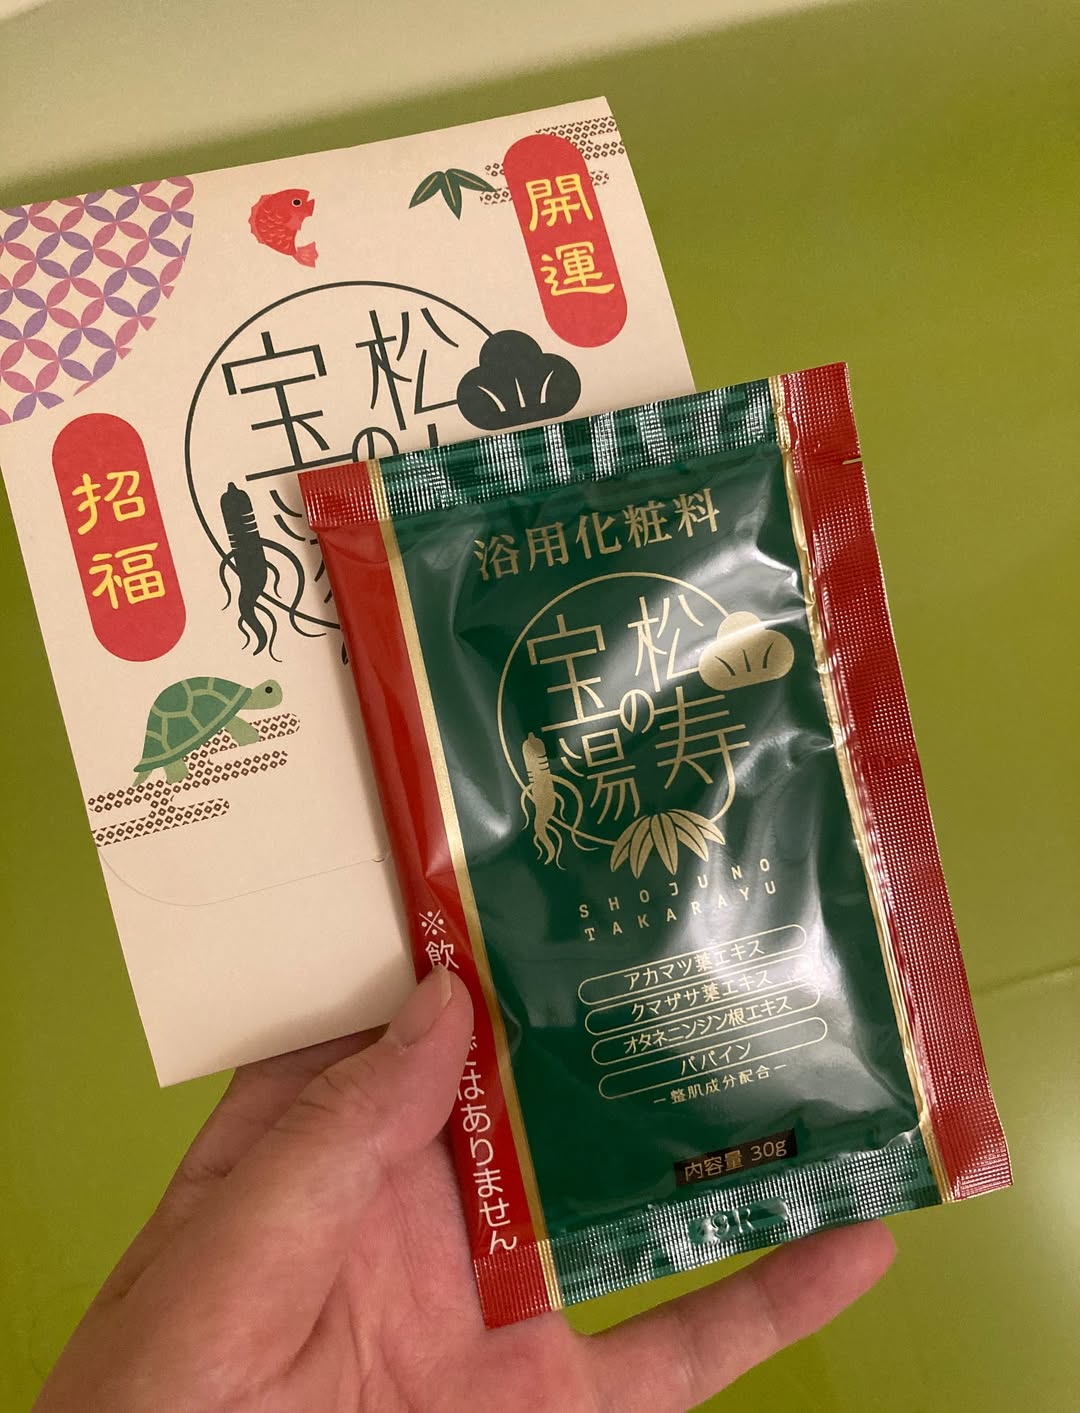 開運
松
宝の
招福
浴用化粧料
松寿
宝の湯
SHOJUNO
TAKARAYU
アカマツ葉エキス
クマザサ葉エキス
オタネニンジン根エキス
パパイン
－整肌成分配合－
内容量 30g
※飲
はありません